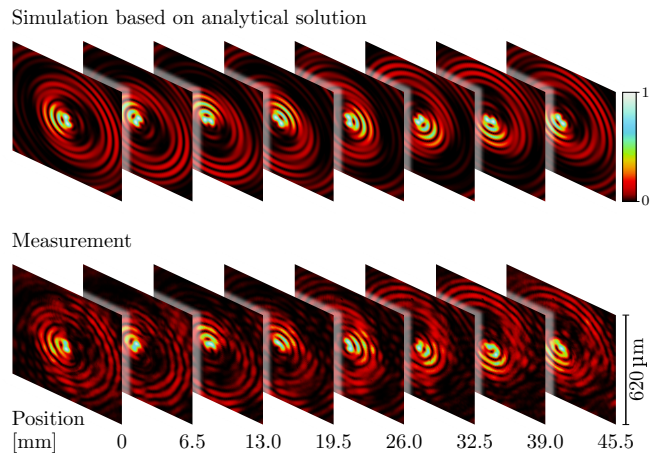 Simulation based on analytical solution
1
0
Measurement
620 µm
Position
[mm] 0 6.5 13.0 19.5 26.0 32.5 39.0 45.5